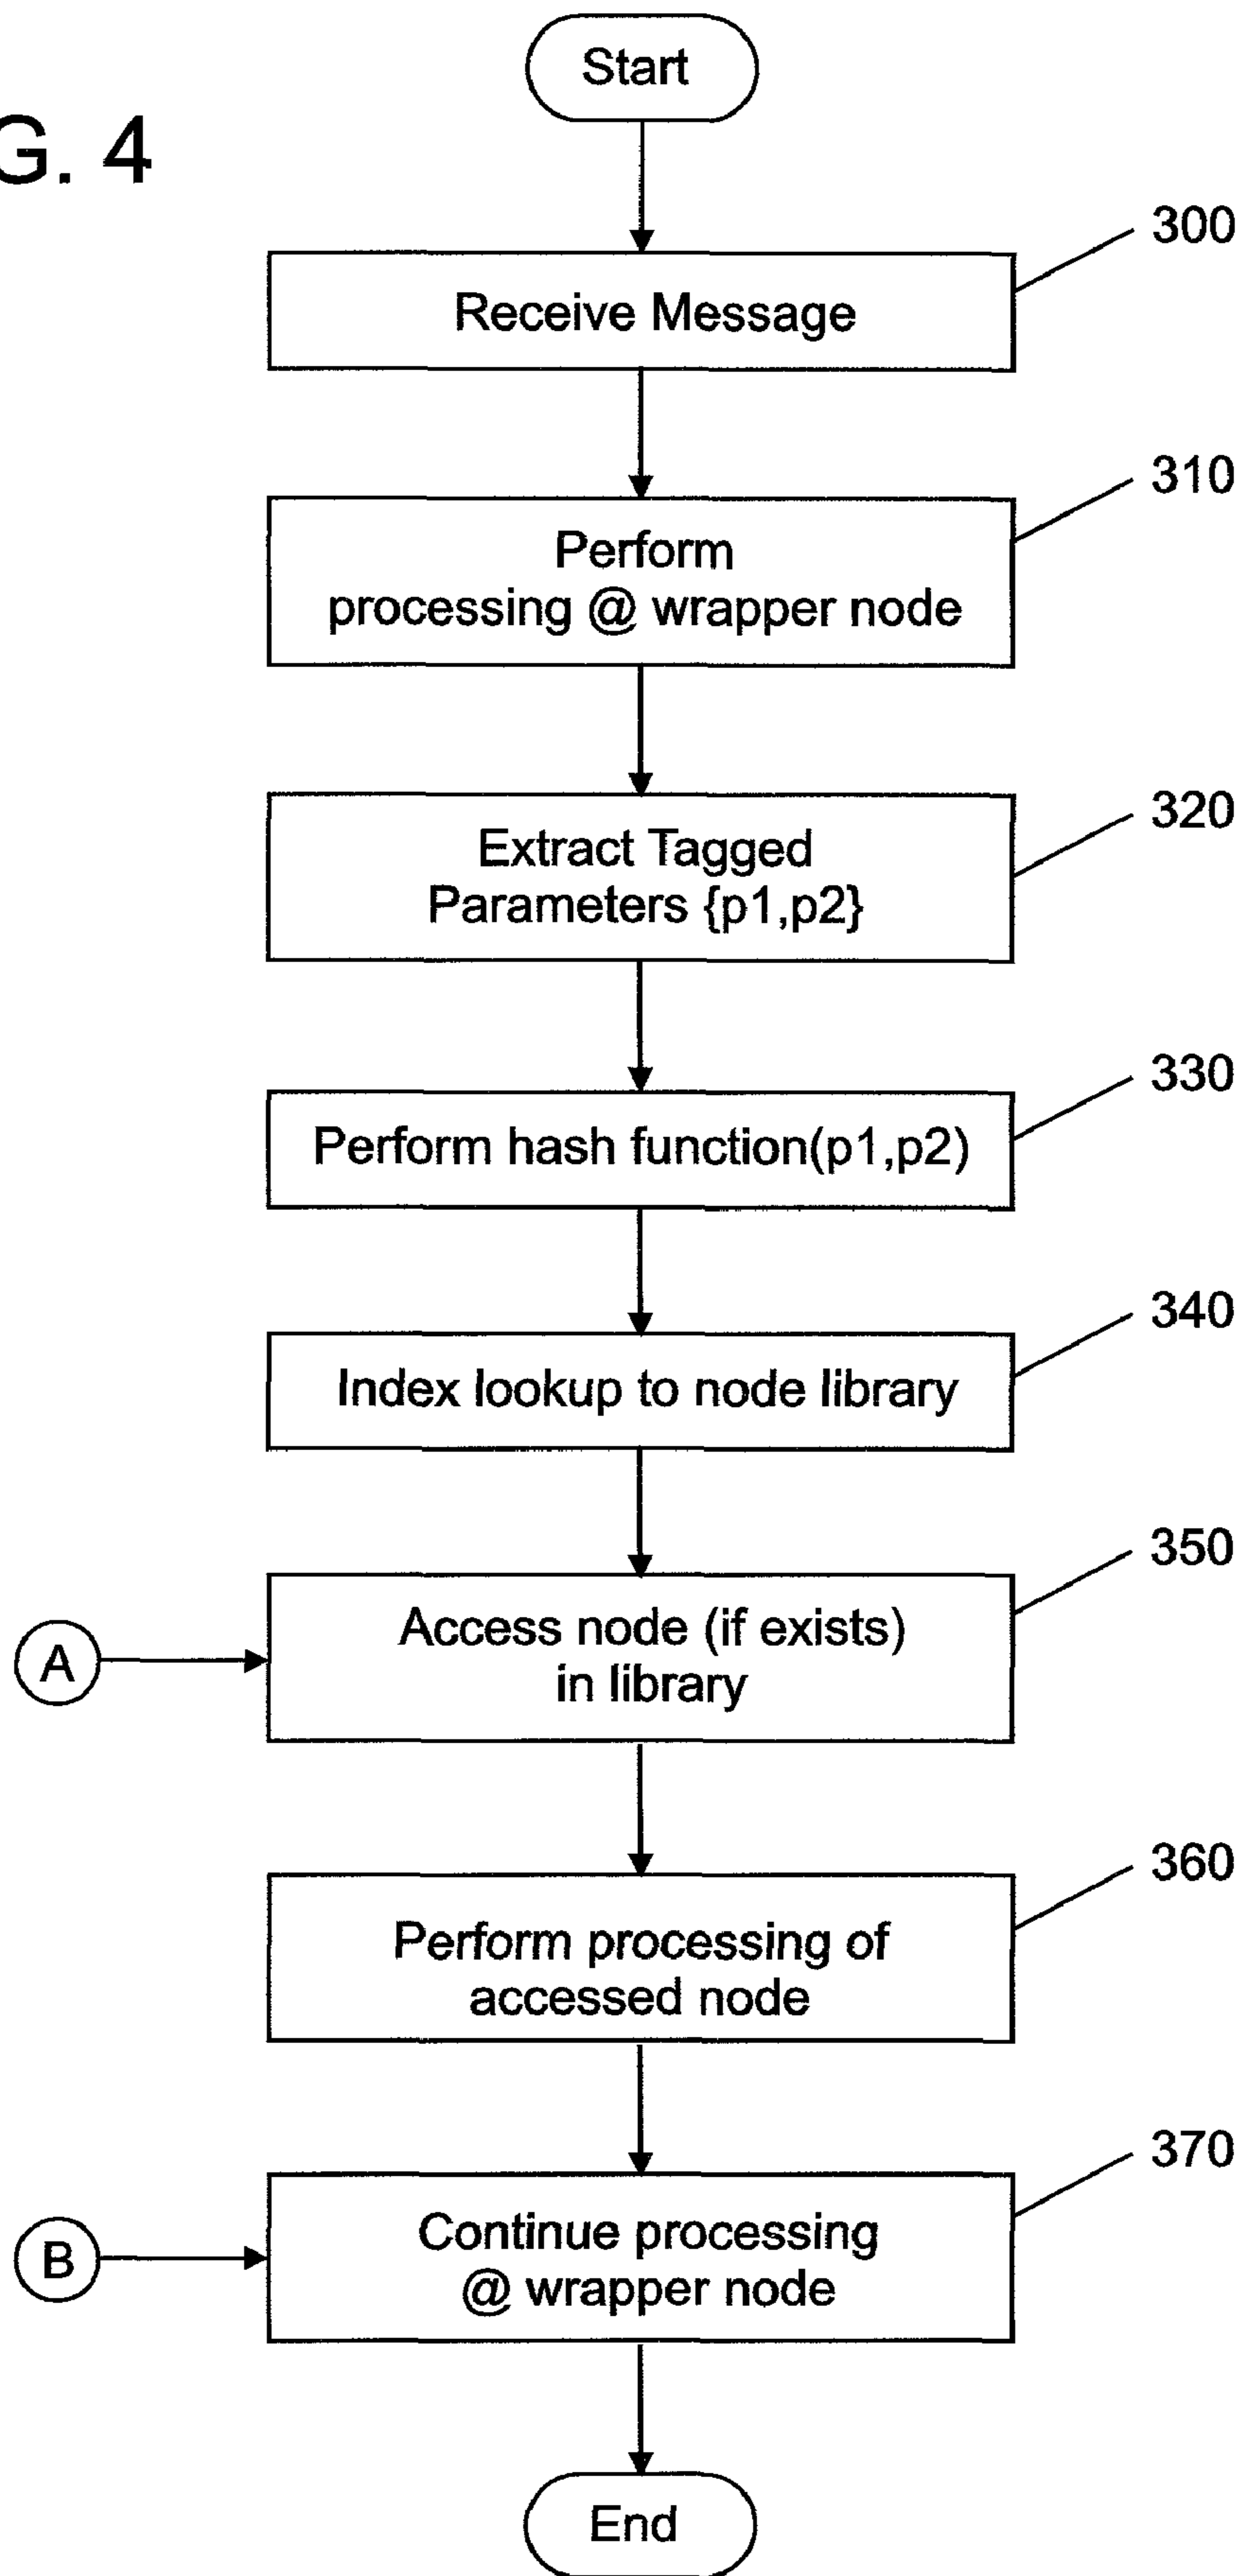 Start
G. 4
300
Receive Message
310
Perform
processing @ wrapper node
320
Extract Tagged
Parameters {p1,p2}
330
Perform hash function(p1,p2)
340
Index lookup to node library
350
Access node (if exists)
in library
A
360
Perform processing of
accessed node
370
Continue processing
@ wrapper node
B
End